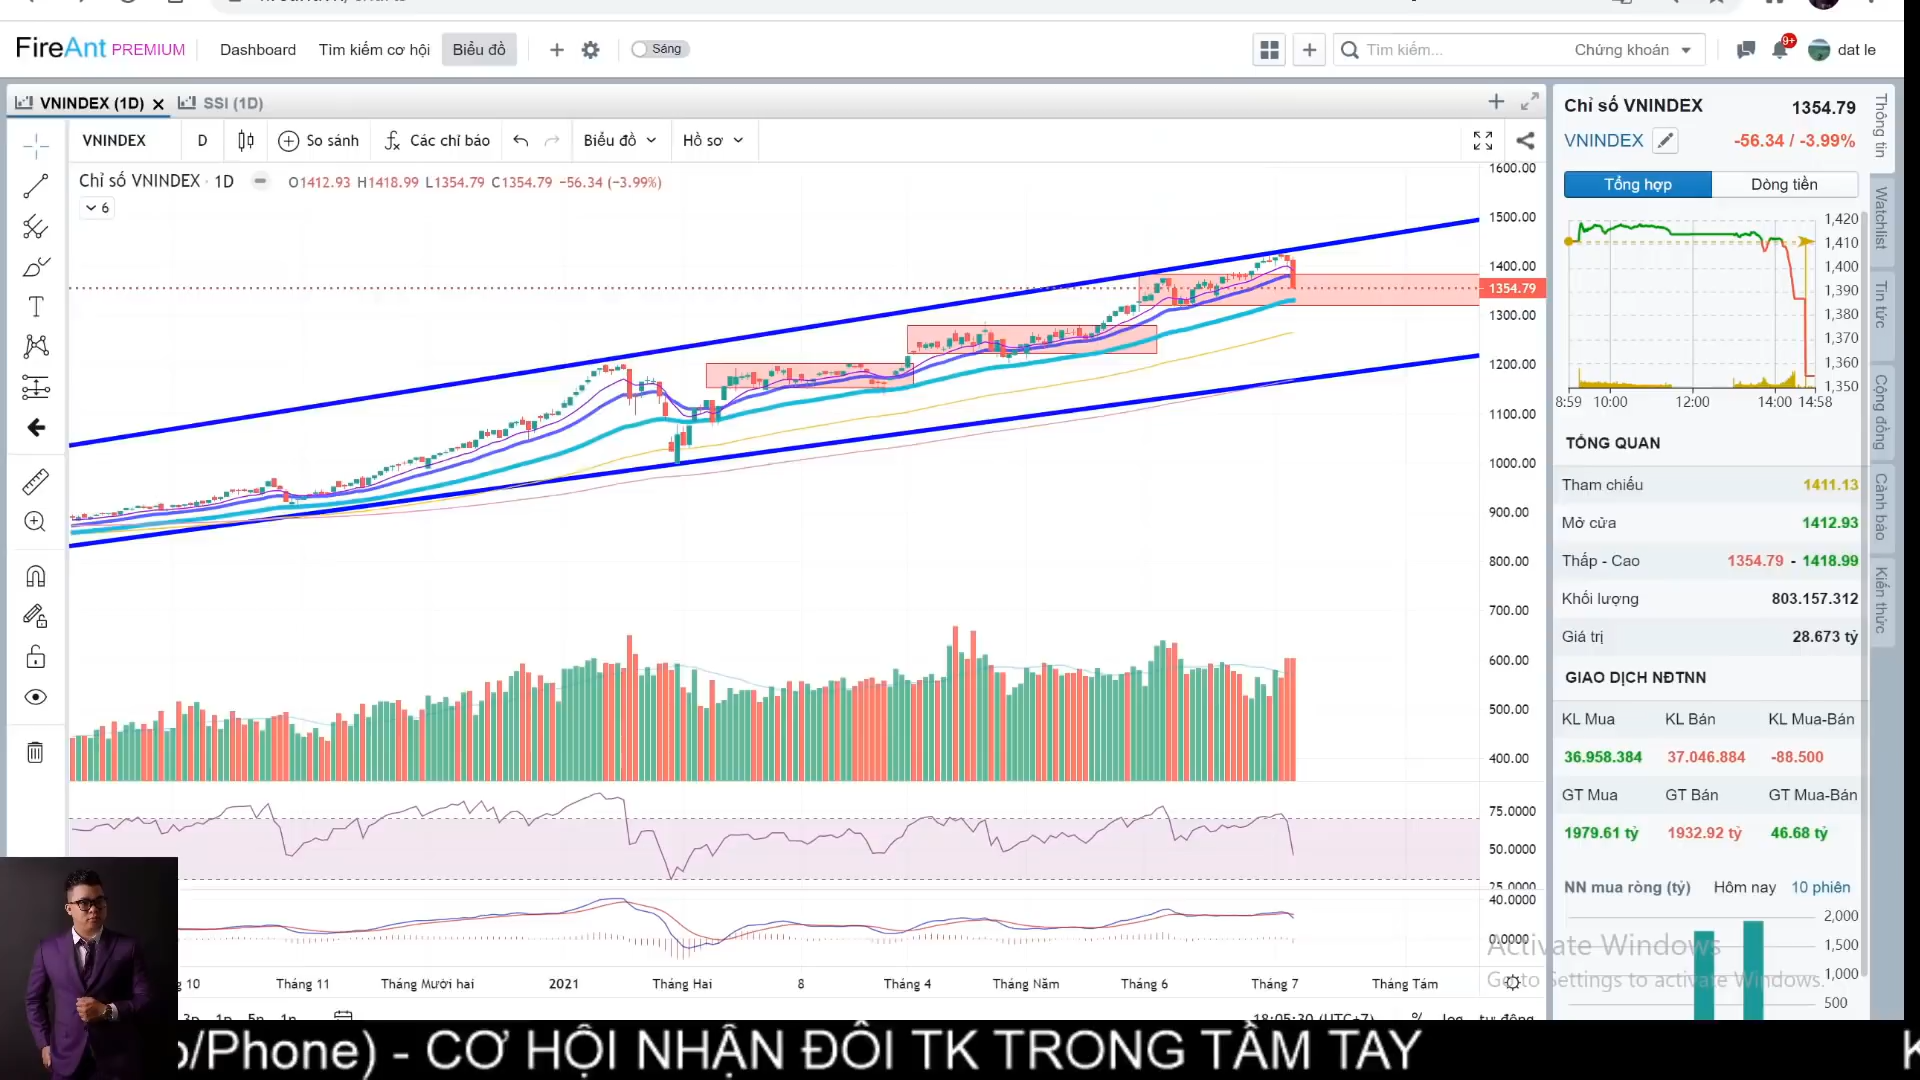 FireAnt PREMIUM
Dashboard
Tìm kiếm cơ hội
Biểu đồ
Sáng
Tìm kiếm...
Chứng khoán
9+
dat le
VNINDEX (1D)
SSI (1D)
VNINDEX
D
So sánh
Các chỉ báo
Biểu đồ
Hồ sơ
Chỉ số VNINDEX · 1D
O1412.93 H1418.99 L1354.79 C1354.79 −56.34 (−3.99%)
6
1600.00
1500.00
1400.00
1354.79
1300.00
1200.00
1100.00
1000.00
900.00
800.00
700.00
600.00
500.00
400.00
75.0000
50.0000
25.0000
40.0000
0.0000
10
Tháng 11
Tháng Mười hai
2021
Tháng Hai
8
Tháng 4
Tháng Năm
Tháng 6
Tháng 7
Tháng Tám
18:05:30 (UTC+7)
%
log
tự động
Chỉ số VNINDEX
1354.79
VNINDEX
-56.34 / -3.99%
Tổng hợp
Dòng tiền
1,420
1,410
1,400
1,390
1,380
1,370
1,360
1,350
8:59
10:00
12:00
14:00
14:58
TỔNG QUAN
Tham chiếu 1411.13
Mở cửa 1412.93
Thấp - Cao 1354.79 - 1418.99
Khối lượng 803.157.312
Giá trị 28.673 tỷ
GIAO DỊCH NĐTNN
KL Mua KL Bán KL Mua-Bán
36.958.384 37.046.884 -88.500
GT Mua GT Bán GT Mua-Bán
1979.61 tỷ 1932.92 tỷ 46.68 tỷ
NN mua ròng (tỷ) Hôm nay 10 phiên
2,000
1,500
1,000
500
Thông tin
Watchlist
Tin tức
Cộng đồng
Cảnh báo
Kiến thức
Activate Windows
Go to Settings to activate Windows.
o/Phone) - CƠ HỘI NHẬN ĐÔI TK TRONG TẦM TAY
K